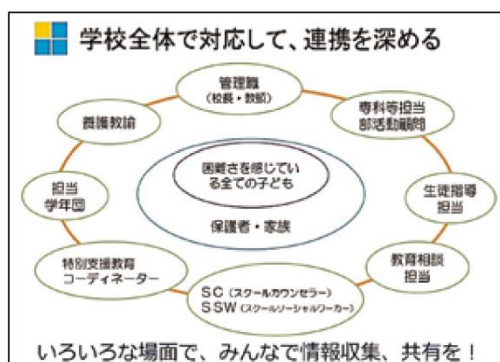 学校全体で対応して、連携を深める
管理職
(校長・教頭)
養護教諭
専科等担当
部活動顧問
困難さを感じてい
る全ての子ども
担当
学年団
生徒指導
担当
保護者・家族
特別支援教育
コーディネーター
教育相談
担当
SC(スクールカウンセラー)
SSW(スクールソーシャルワーカー)
いろいろな場面で、みんなで情報収集、共有を!